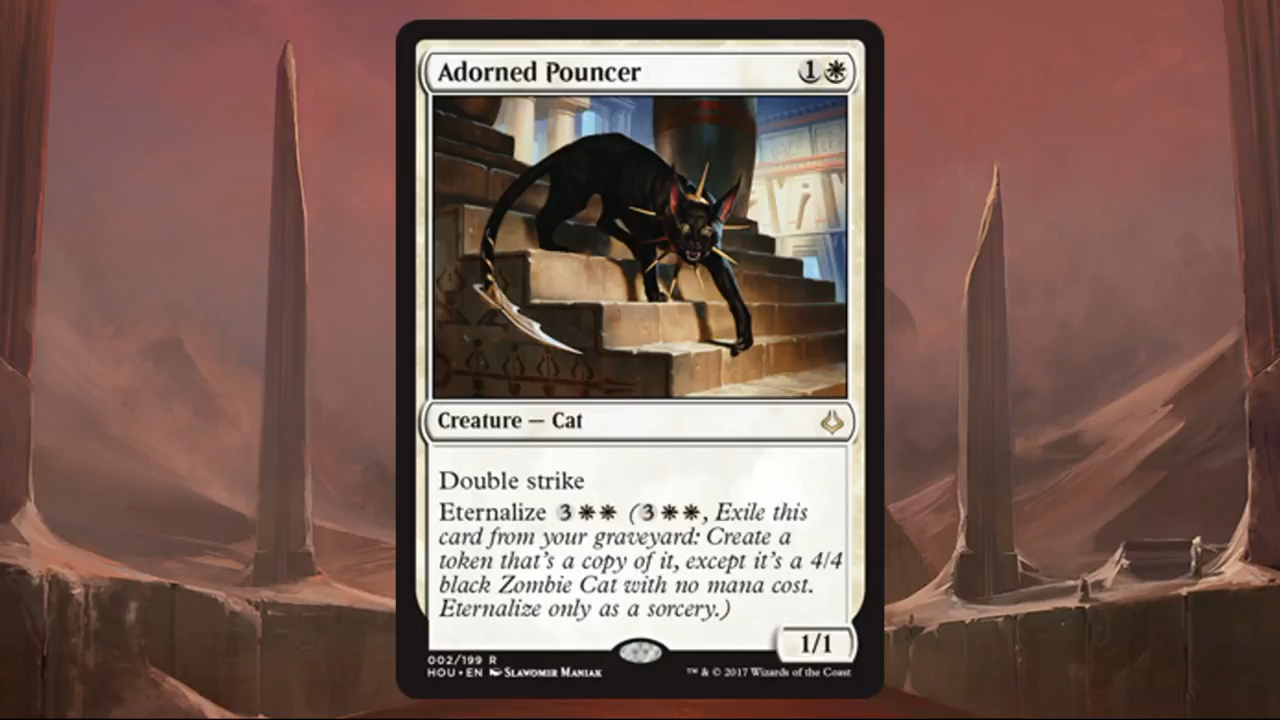 Adorned Pouncer 1
Creature — Cat
Double strike
Eternalize 3 (3, Exile this
card from your graveyard: Create a
token that's a copy of it, except it's a 4/4
black Zombie Cat with no mana cost.
Eternalize only as a sorcery.)
1/1
002/199 R
HOU • EN SLAWOMIR MANIAK
™ & © 2017 Wizards of the Coast